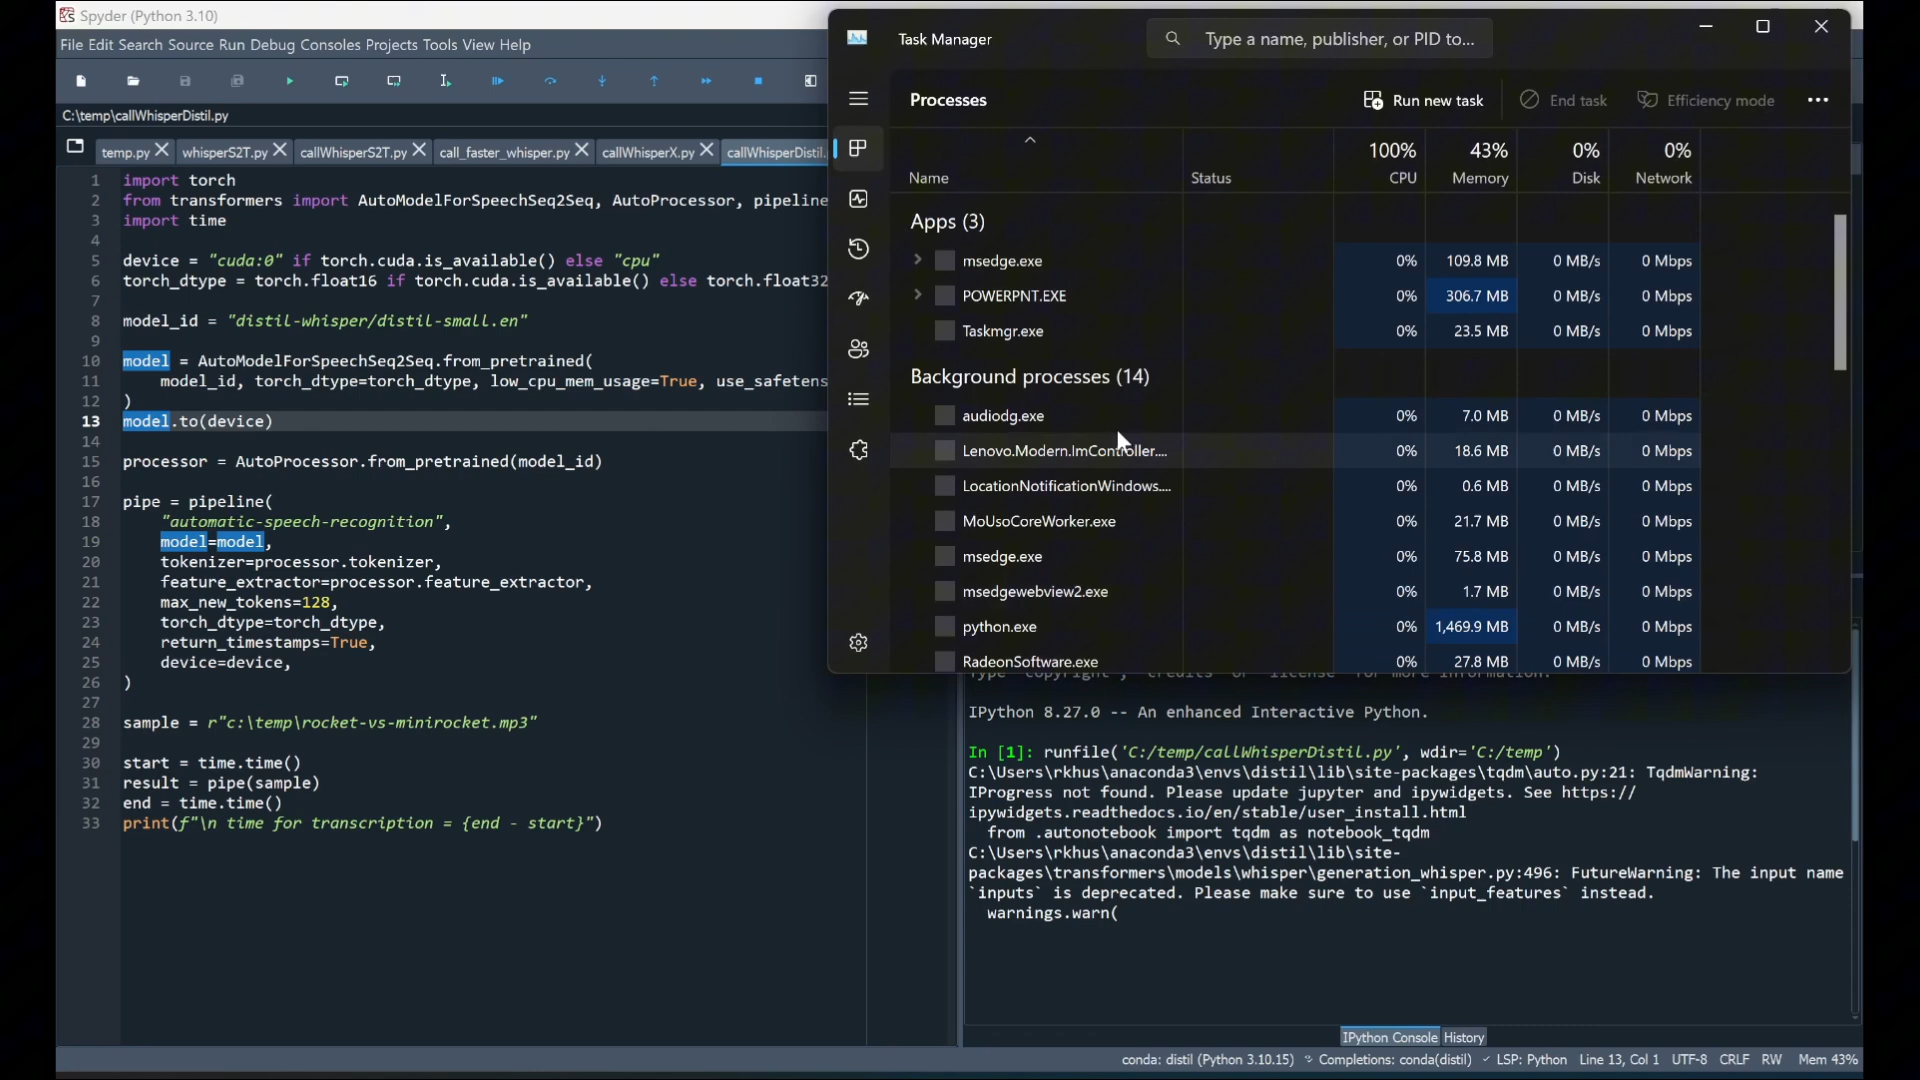 Spyder (Python 3.10)
File Edit Search Source Run Debug Consoles Projects Tools View Help
C:\temp\callWhisperDistil.py
temp.py
whisperS2T.py
callWhisperS2T.py
call_faster_whisper.py
callWhisperX.py
callWhisperDistil.
1 import torch
2 from transformers import AutoModelForSpeechSeq2Seq, AutoProcessor, pipeline
3 import time
4
5 device = "cuda:0" if torch.cuda.is_available() else "cpu"
6 torch_dtype = torch.float16 if torch.cuda.is_available() else torch.float32
7
8 model_id = "distil-whisper/distil-small.en"
9
10 model = AutoModelForSpeechSeq2Seq.from_pretrained(
11 model_id, torch_dtype=torch_dtype, low_cpu_mem_usage=True, use_safetens
12 )
13 model.to(device)
14
15 processor = AutoProcessor.from_pretrained(model_id)
16
17 pipe = pipeline(
18 "automatic-speech-recognition",
19 model=model,
20 tokenizer=processor.tokenizer,
21 feature_extractor=processor.feature_extractor,
22 max_new_tokens=128,
23 torch_dtype=torch_dtype,
24 return_timestamps=True,
25 device=device,
26 )
27
28 sample = r"c:\temp\rocket-vs-minirocket.mp3"
29
30 start = time.time()
31 result = pipe(sample)
32 end = time.time()
33 print(f"\n time for transcription = {end - start}")
Task Manager
Type a name, publisher, or PID to...
Processes
Run new task
End task
Efficiency mode
100% 43% 0% 0%
Name Status CPU Memory Disk Network
Apps (3)
msedge.exe 0% 109.8 MB 0 MB/s 0 Mbps
POWERPNT.EXE 0% 306.7 MB 0 MB/s 0 Mbps
Taskmgr.exe 0% 23.5 MB 0 MB/s 0 Mbps
Background processes (14)
audiodg.exe 0% 7.0 MB 0 MB/s 0 Mbps
Lenovo.Modern.ImController.... 0% 18.6 MB 0 MB/s 0 Mbps
LocationNotificationWindows.... 0% 0.6 MB 0 MB/s 0 Mbps
MoUsoCoreWorker.exe 0% 21.7 MB 0 MB/s 0 Mbps
msedge.exe 0% 75.8 MB 0 MB/s 0 Mbps
msedgewebview2.exe 0% 1.7 MB 0 MB/s 0 Mbps
python.exe 0% 1,469.9 MB 0 MB/s 0 Mbps
RadeonSoftware.exe 0% 27.8 MB 0 MB/s 0 Mbps
Type "copyright", "credits" or "license" for more information.
IPython 8.27.0 -- An enhanced Interactive Python.
In [1]: runfile('C:/temp/callWhisperDistil.py', wdir='C:/temp')
C:\Users\rkhus\anaconda3\envs\distil\lib\site-packages\tqdm\auto.py:21: TqdmWarning:
IProgress not found. Please update jupyter and ipywidgets. See https://
ipywidgets.readthedocs.io/en/stable/user_install.html
from .autonotebook import tqdm as notebook_tqdm
C:\Users\rkhus\anaconda3\envs\distil\lib\site-
packages\transformers\models\whisper\generation_whisper.py:496: FutureWarning: The input name
`inputs` is deprecated. Please make sure to use `input_features` instead.
warnings.warn(
IPython Console History
conda: distil (Python 3.10.15) Completions: conda(distil) LSP: Python Line 13, Col 1 UTF-8 CRLF RW Mem 43%